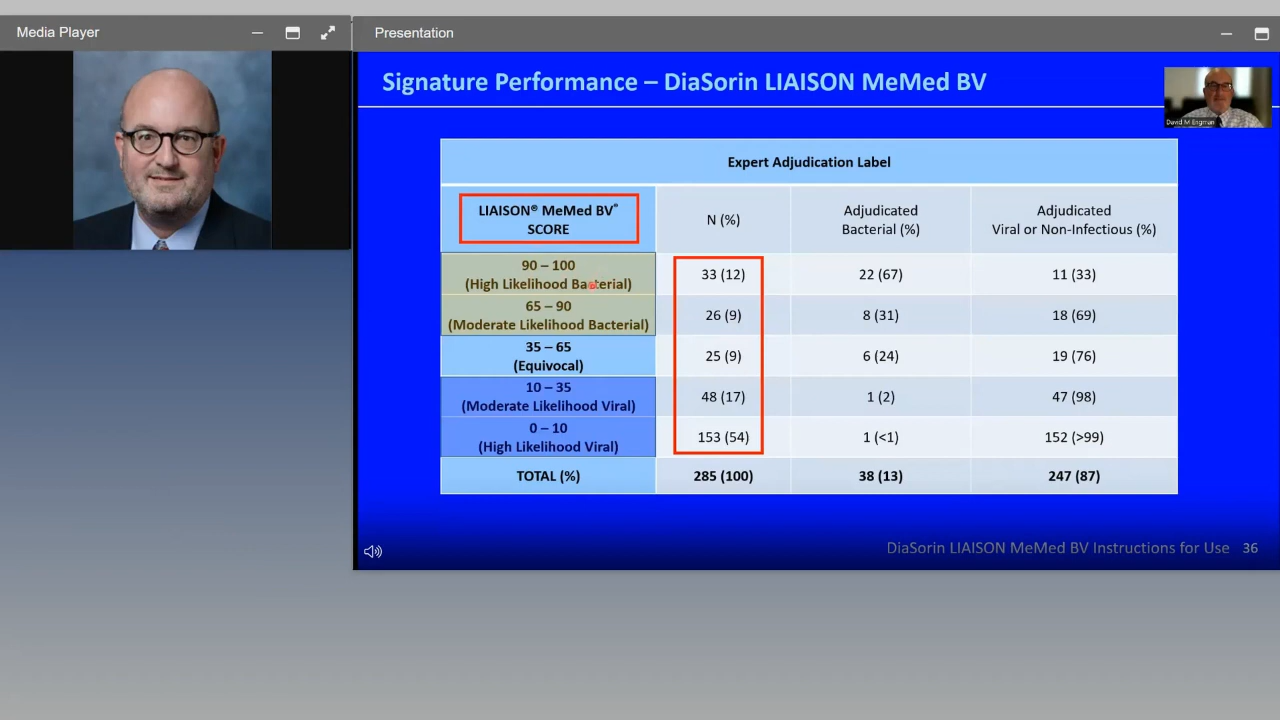 Media Player
Presentation
Signature Performance – DiaSorin LIAISON MeMed BV
David M Engman
Expert Adjudication Label
LIAISON® MeMed BV®
SCORE
N (%)
Adjudicated
Bacterial (%)
Adjudicated
Viral or Non-Infectious (%)
90 – 100
(High Likelihood Bacterial)
33 (12)
22 (67)
11 (33)
65 – 90
(Moderate Likelihood Bacterial)
26 (9)
8 (31)
18 (69)
35 – 65
(Equivocal)
25 (9)
6 (24)
19 (76)
10 – 35
(Moderate Likelihood Viral)
48 (17)
1 (2)
47 (98)
0 – 10
(High Likelihood Viral)
153 (54)
1 (<1)
152 (>99)
TOTAL (%)
285 (100)
38 (13)
247 (87)
DiaSorin LIAISON MeMed BV Instructions for Use 36